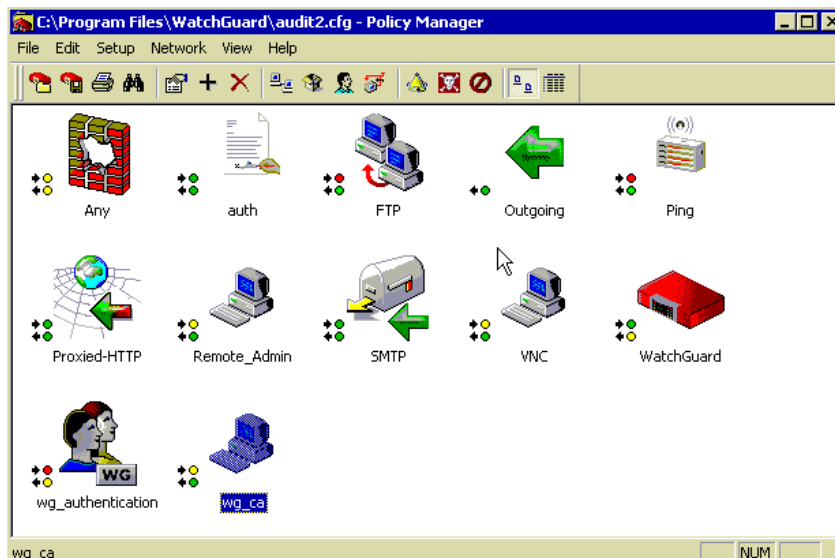 C:\Program Files\WatchGuard\audit2.cfg - Policy Manager
File Edit Setup Network View Help
Any auth FTP Outgoing Ping
Proxied-HTTP Remote_Admin SMTP VNC WatchGuard
WG
wg_authentication wg_ca
wg_ca NUM